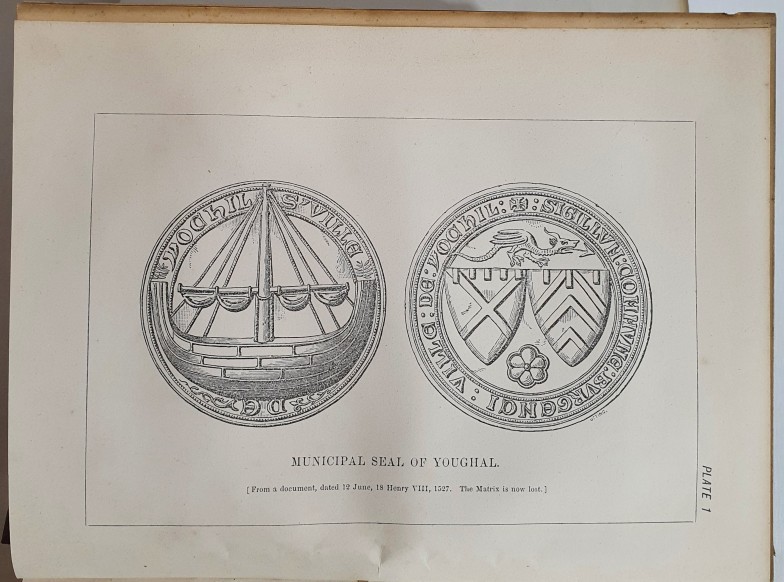 S' VILLE DE YOCHIL
✠ : SIGILLVM : COMMVNE : BVRGENCI : VILLE : DE : YOCHIL :
MUNICIPAL SEAL OF YOUGHAL.
[From a document, dated 12 June, 18 Henry VIII, 1527. The Matrix is now lost.]
PLATE 1